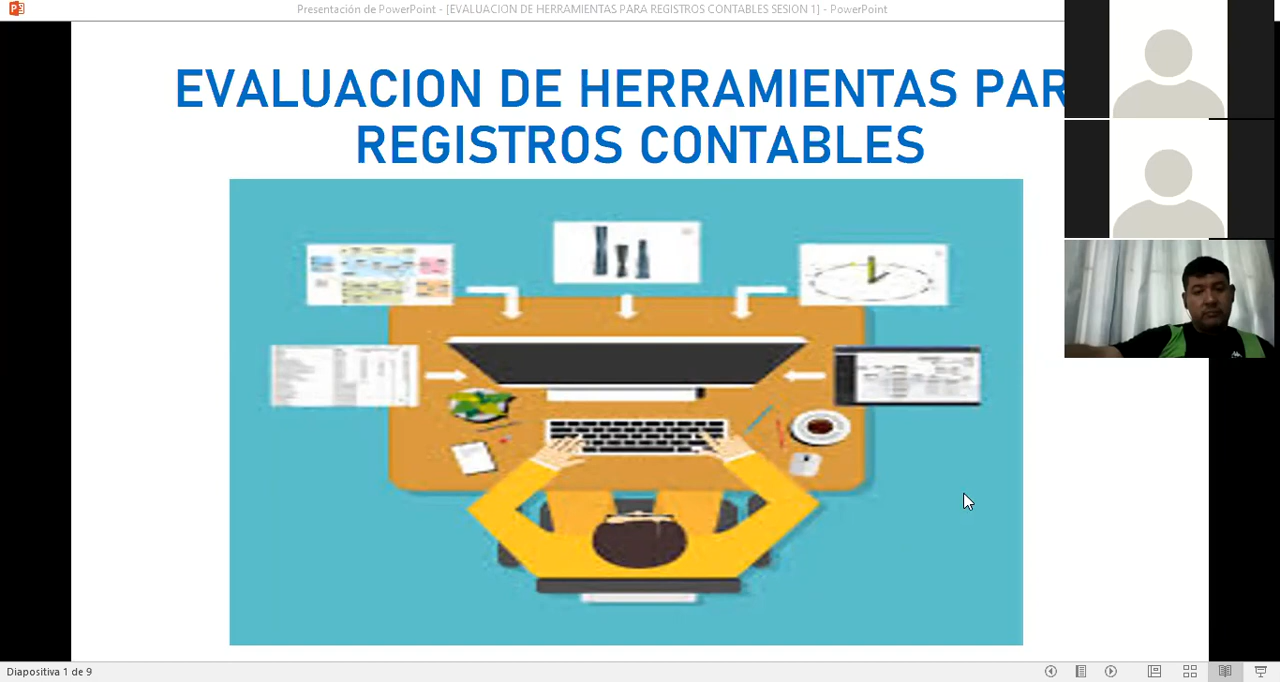 Presentación de PowerPoint - [EVALUACION DE HERRAMIENTAS PARA REGISTROS CONTABLES SESION 1] - PowerPoint
EVALUACION DE HERRAMIENTAS PAR
REGISTROS CONTABLES
Diapositiva 1 de 9